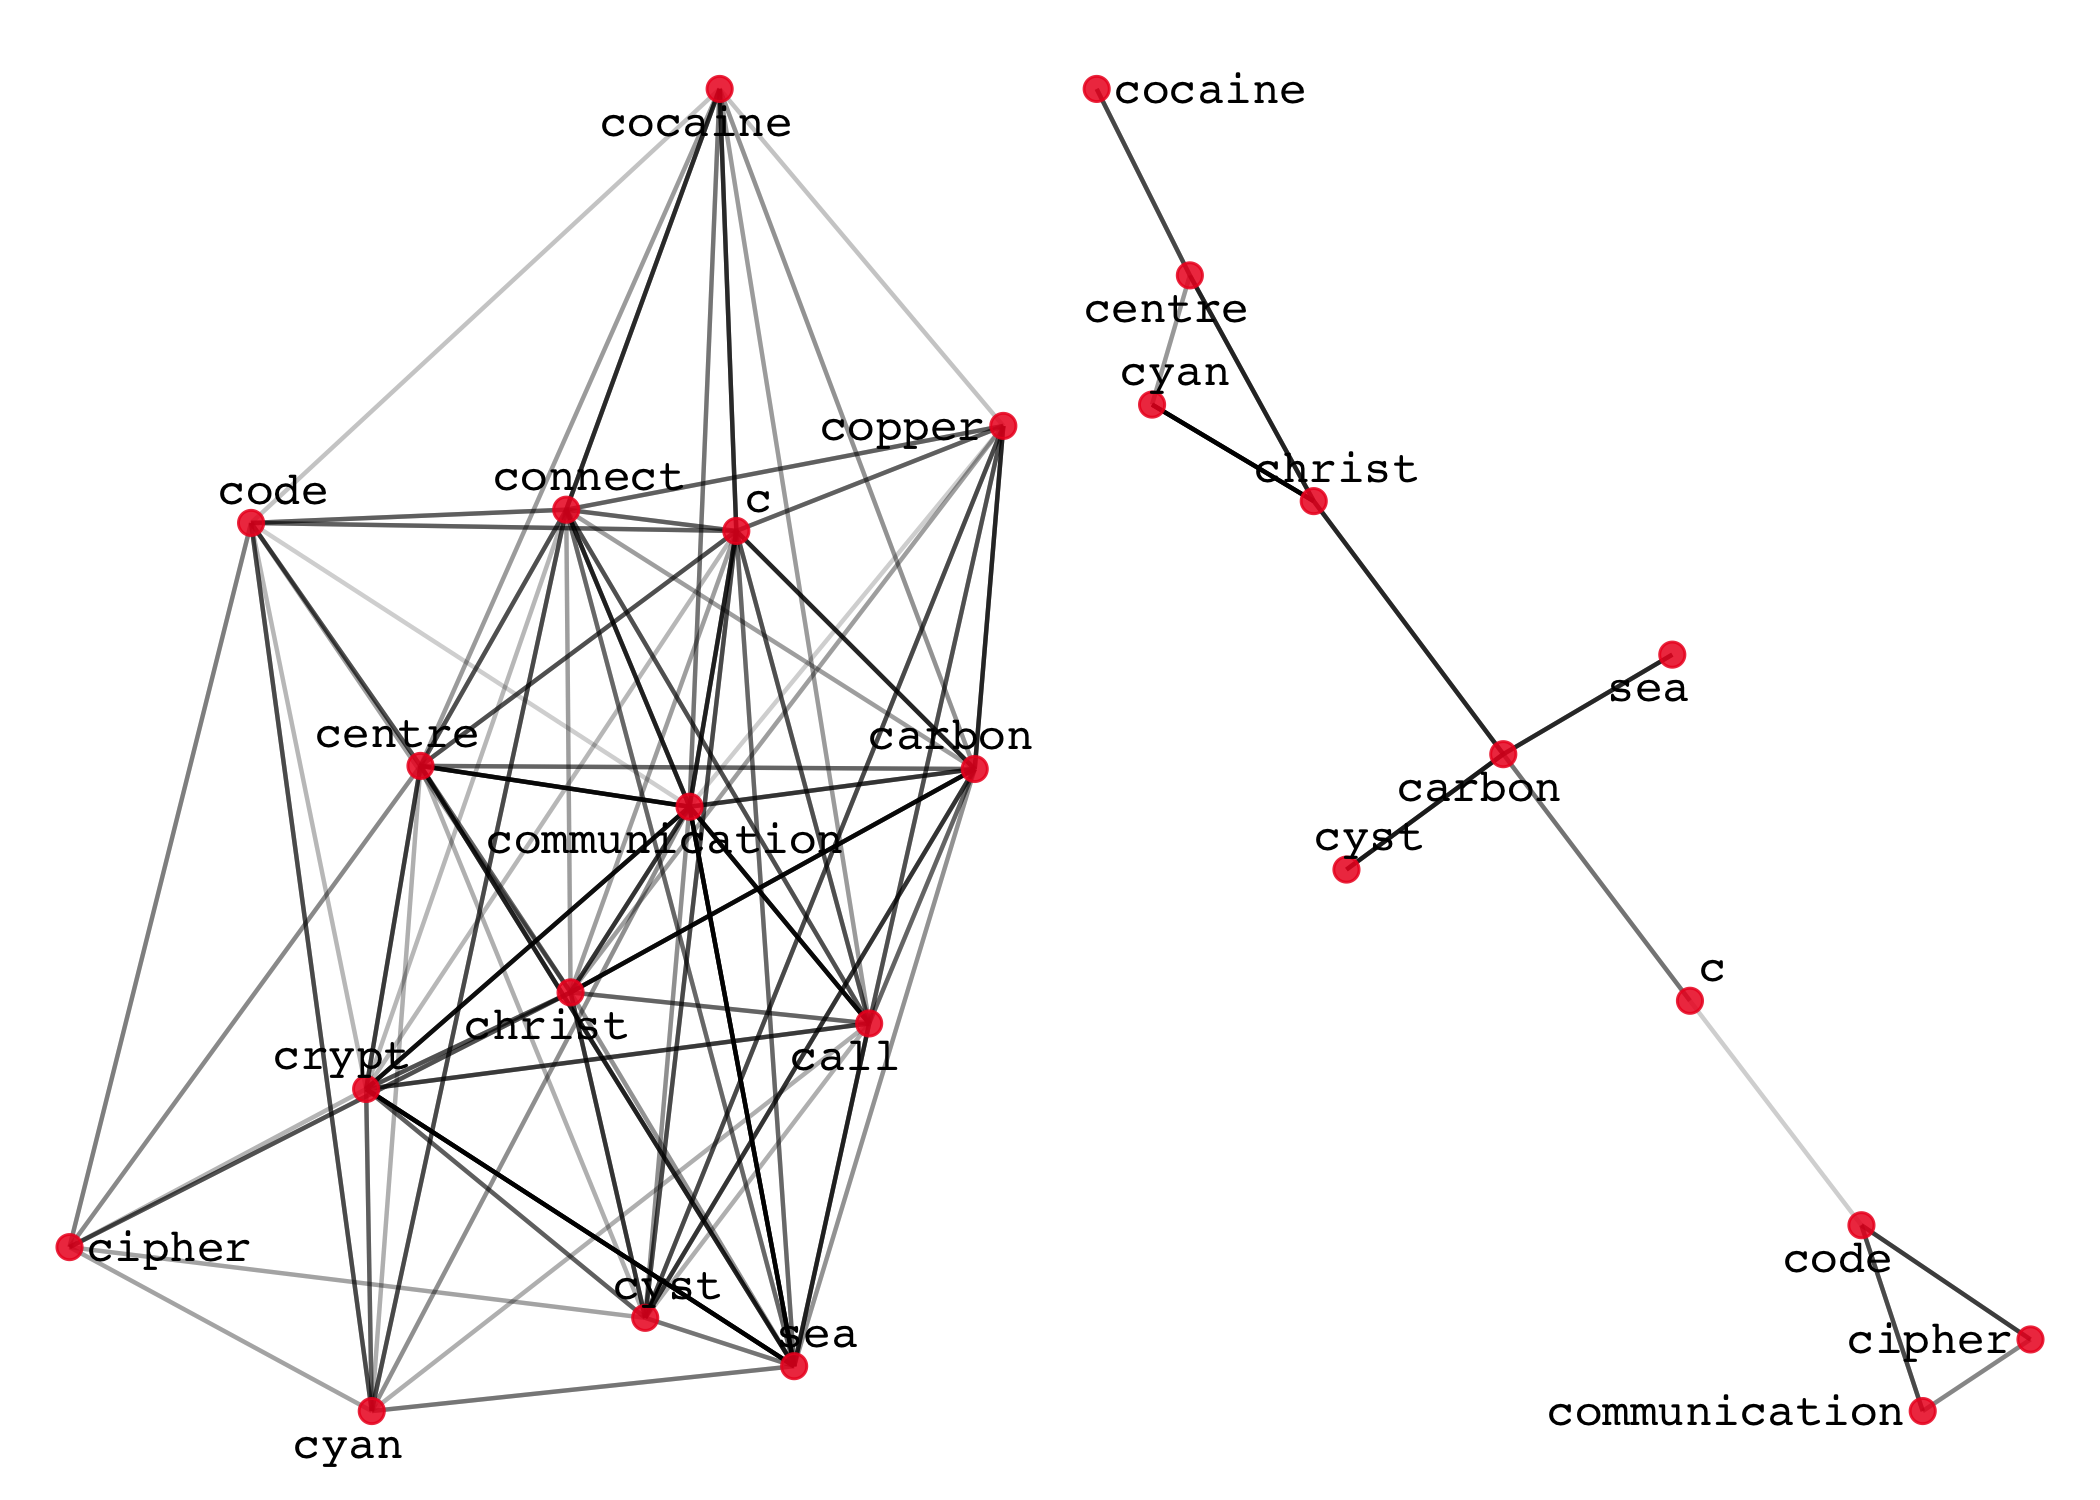 cocaine
copper
connect
code
c
centre
carbon
communication
christ
crypt
call
cipher
cyst
sea
cyan
cocaine
centre
cyan
christ
sea
carbon
cyst
c
code
cipher
communication